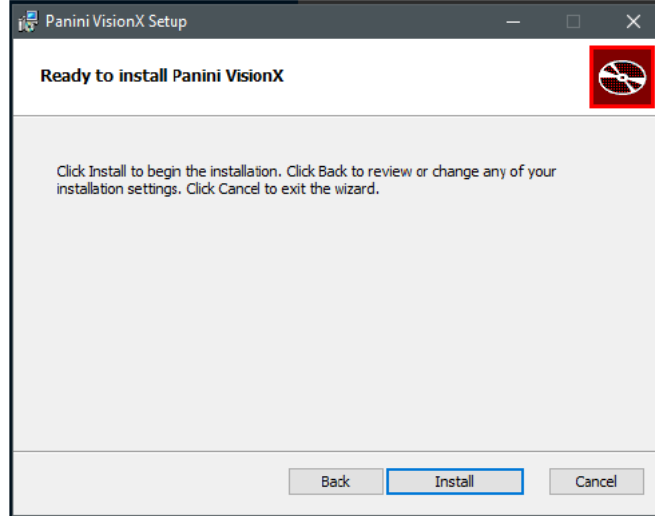 Panini VisionX Setup
Ready to install Panini VisionX
Click Install to begin the installation. Click Back to review or change any of your
installation settings. Click Cancel to exit the wizard.
Back
Install
Cancel